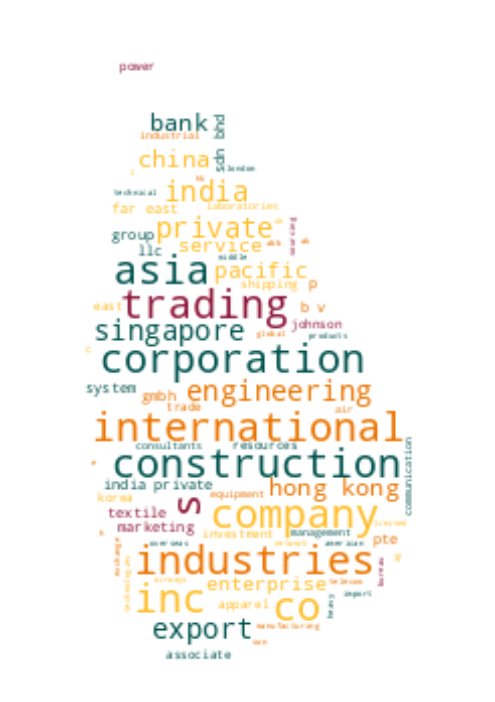 power
bank
sdn bhd
industrial
china
london
technical
india
far east
laboratories
private
group
service
sourcing
llc
middle
asia
pacific
shipping
p
east
trading
b v
johnson
singapore
global
products
corporation
c
system
gmbh
engineering
trade
air
international
consultants
resources
communication
construction
india private
hong kong
korea
equipment
s
textile
company
limited
marketing
investment
management
pte
exchange
overseas
network
american
industries
technologies
airways
enterprise
telecom
bureau
inc
apparel
co
heavy
import
export
manufacturing
son
associate